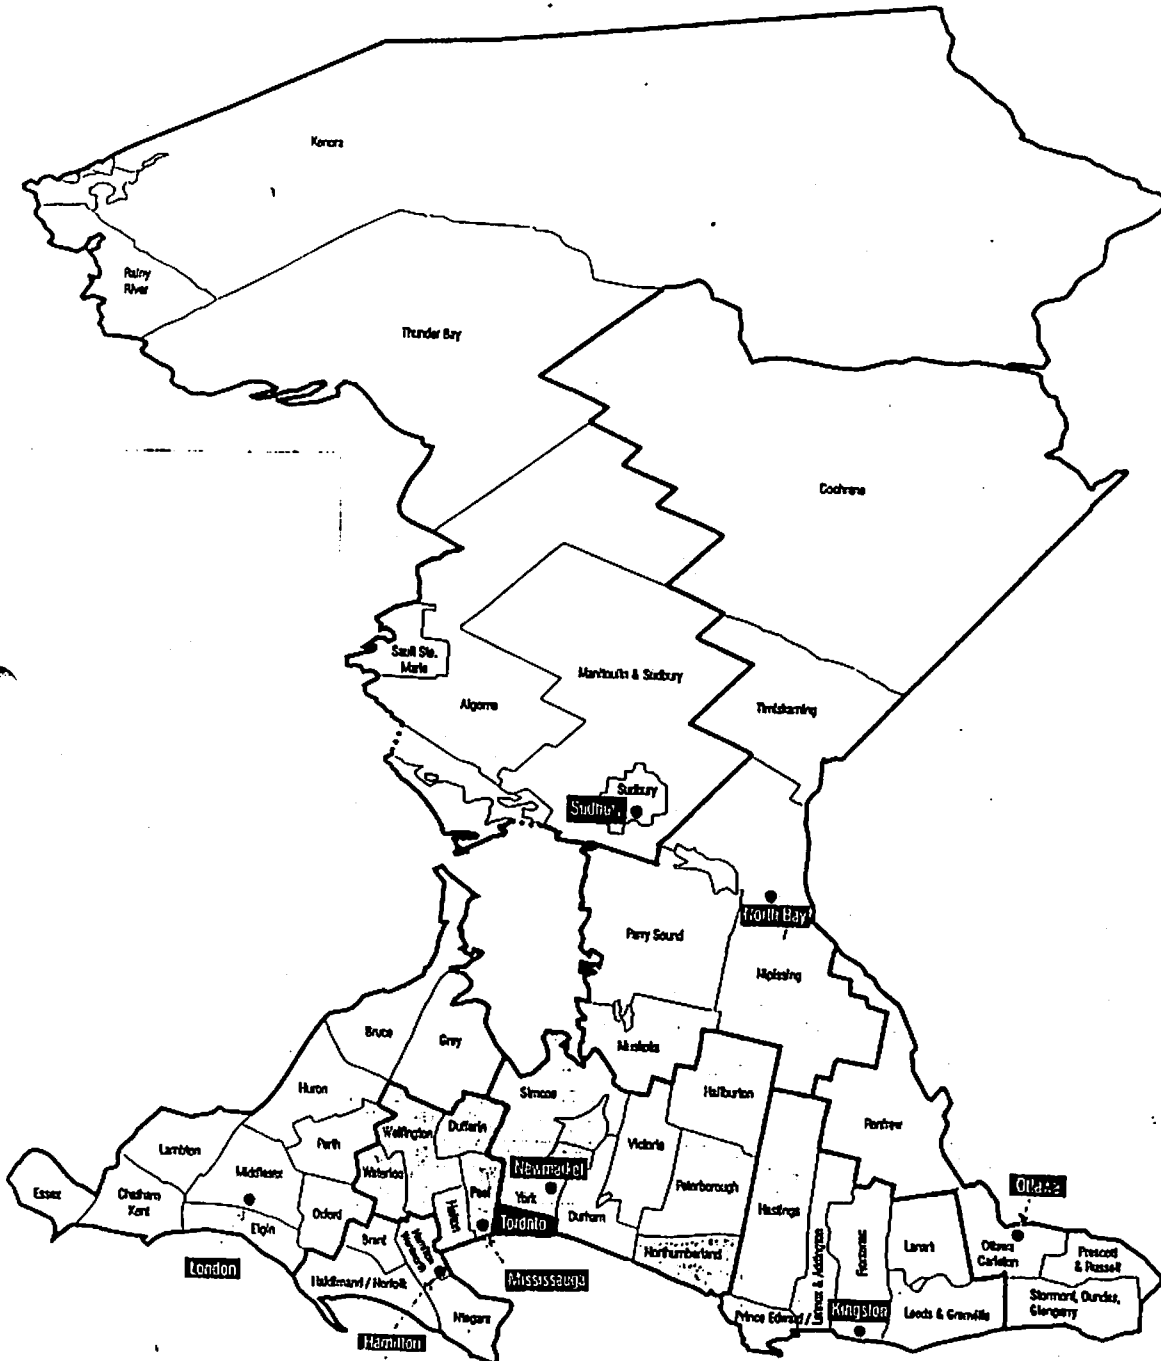 Kenora
Rainy
River
Thunder Bay
Cochrane
Sault Ste.
Marie
Algoma
Manitoulin & Sudbury
Timiskaming
Sudbury
North Bay
Parry Sound
Nipissing
Bruce
Grey
Muskoka
Huron
Simcoe
Haliburton
Renfrew
Lambton
Perth
Wellington
Dufferin
Victoria
Middlesex
Waterloo
Newmarket
Essex
Chatham
Kent
Oxford
Halton
Peel
York
Durham
Peterborough
Hastings
Lennox & Addington
Frontenac
Lanark
Ottawa
Ottawa
Carleton
Prescott
& Russell
Elgin
Brant
Toronto
Northumberland
London
Haldimand / Norfolk
Mississauga
Niagara
Prince Edward /
Kingston
Leeds & Grenville
Stormont, Dundas,
Glengarry
Hamilton